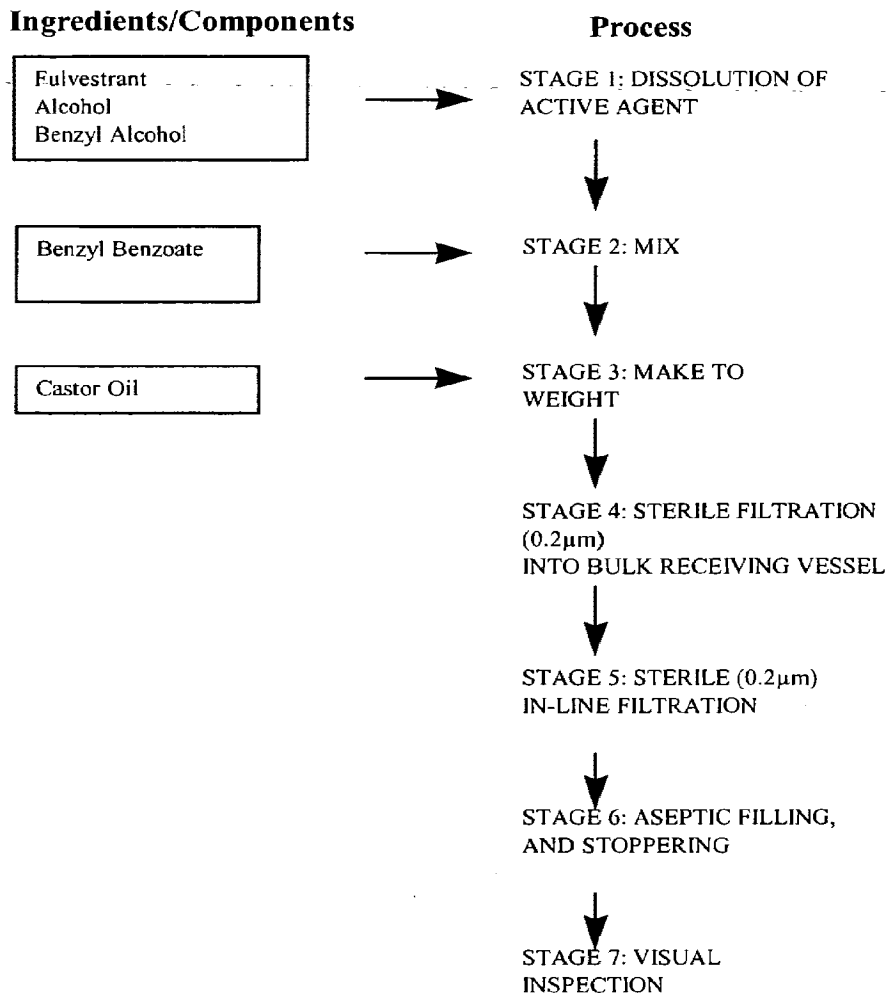 Ingredients/Components
Process
Fulvestrant
Alcohol
Benzyl Alcohol
STAGE 1: DISSOLUTION OF
ACTIVE AGENT
Benzyl Benzoate
STAGE 2: MIX
Castor Oil
STAGE 3: MAKE TO
WEIGHT
STAGE 4: STERILE FILTRATION
(0.2µm)
INTO BULK RECEIVING VESSEL
STAGE 5: STERILE (0.2µm)
IN-LINE FILTRATION
STAGE 6: ASEPTIC FILLING,
AND STOPPERING
STAGE 7: VISUAL
INSPECTION